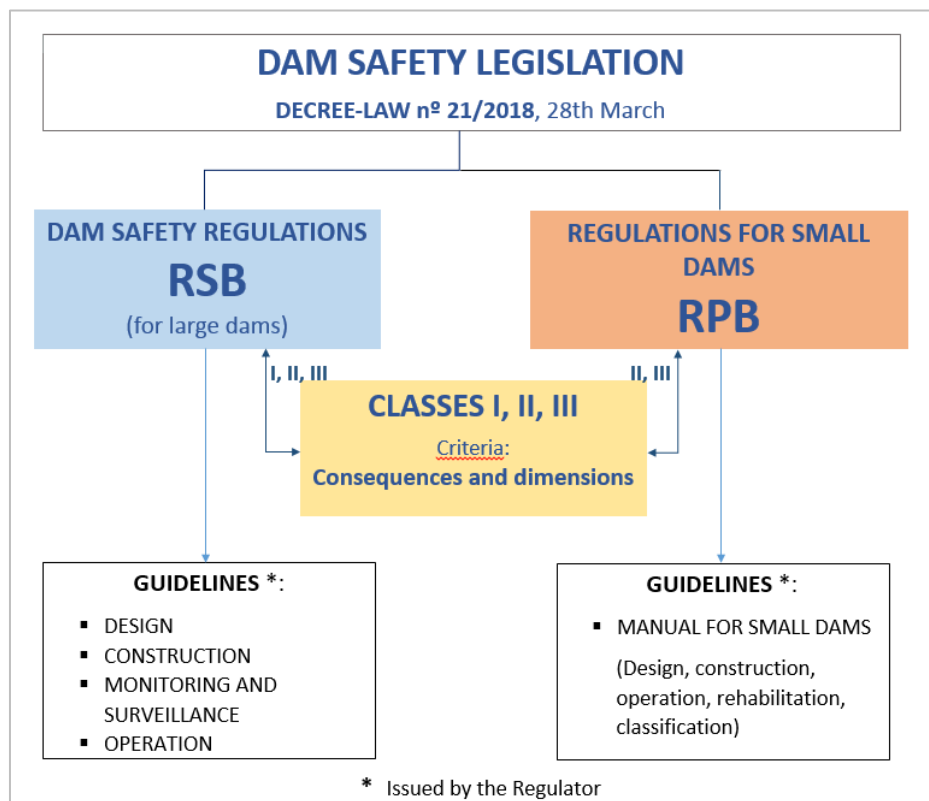 DAM SAFETY LEGISLATION
DECREE-LAW nº 21/2018, 28th March
DAM SAFETY REGULATIONS
RSB
(for large dams)
REGULATIONS FOR SMALL
DAMS
RPB
I, II, III
II, III
CLASSES I, II, III
Criteria:
Consequences and dimensions
GUIDELINES *:
▪ DESIGN
▪ CONSTRUCTION
▪ MONITORING AND
SURVEILLANCE
▪ OPERATION
GUIDELINES *:
▪ MANUAL FOR SMALL DAMS
(Design, construction,
operation, rehabilitation,
classification)
* Issued by the Regulator